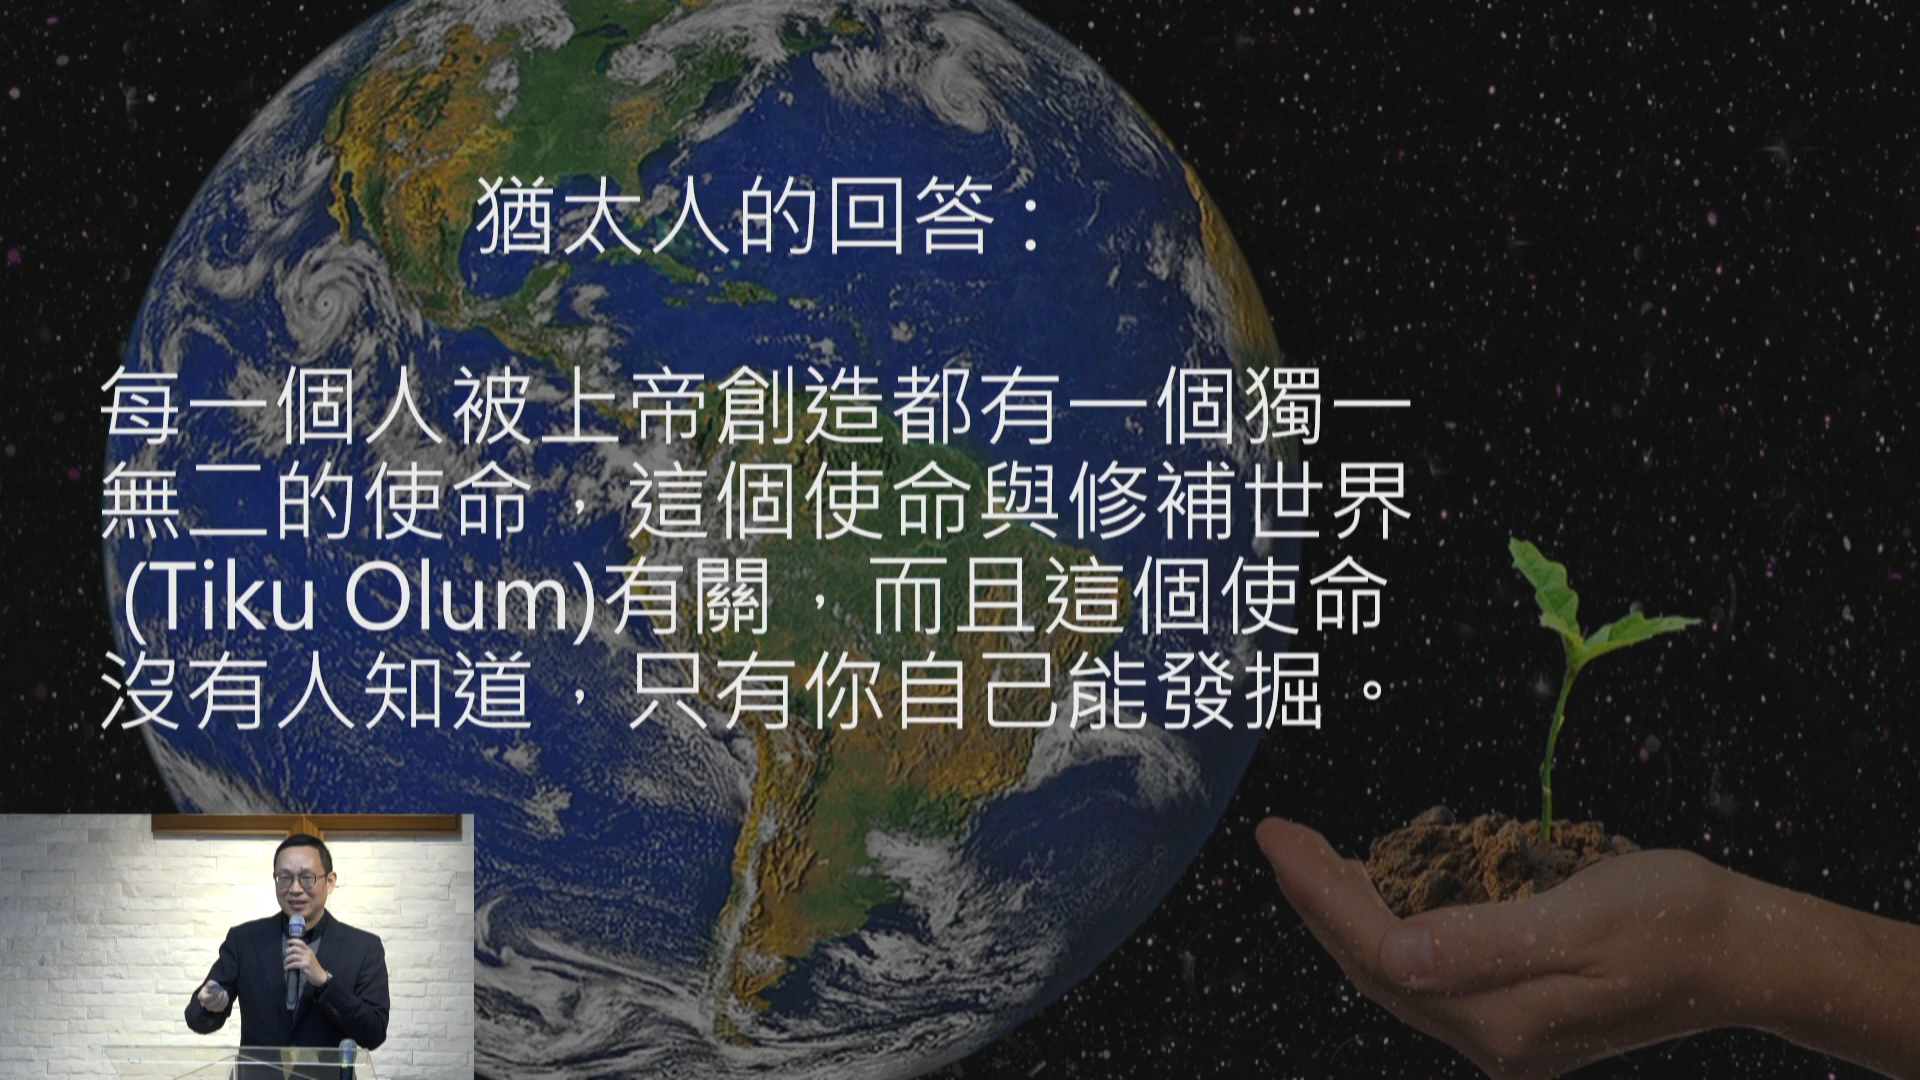 猶太人的回答：
每一個人被上帝創造都有一個獨一
無二的使命，這個使命與修補世界
(Tiku Olum)有關， 而且這個使命
沒有人知道，只有你自己能發掘。